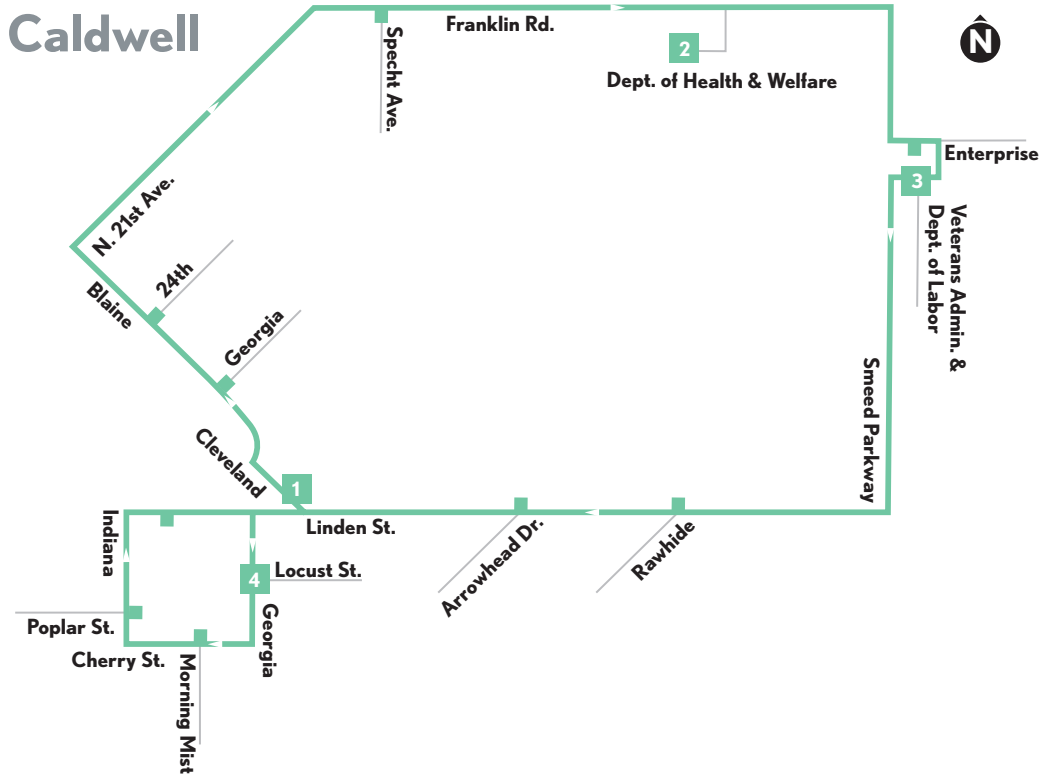 Caldwell
Franklin Rd.
N
Specht Ave.
2
Dept. of Health & Welfare
Enterprise
3
Veterans Admin. &
Dept. of Labor
N. 21st Ave.
24th
Blaine
Georgia
Smeed Parkway
Cleveland
1
Linden St.
Indiana
Arrowhead Dr.
Rawhide
4
Locust St.
Georgia
Poplar St.
Cherry St.
Morning Mist